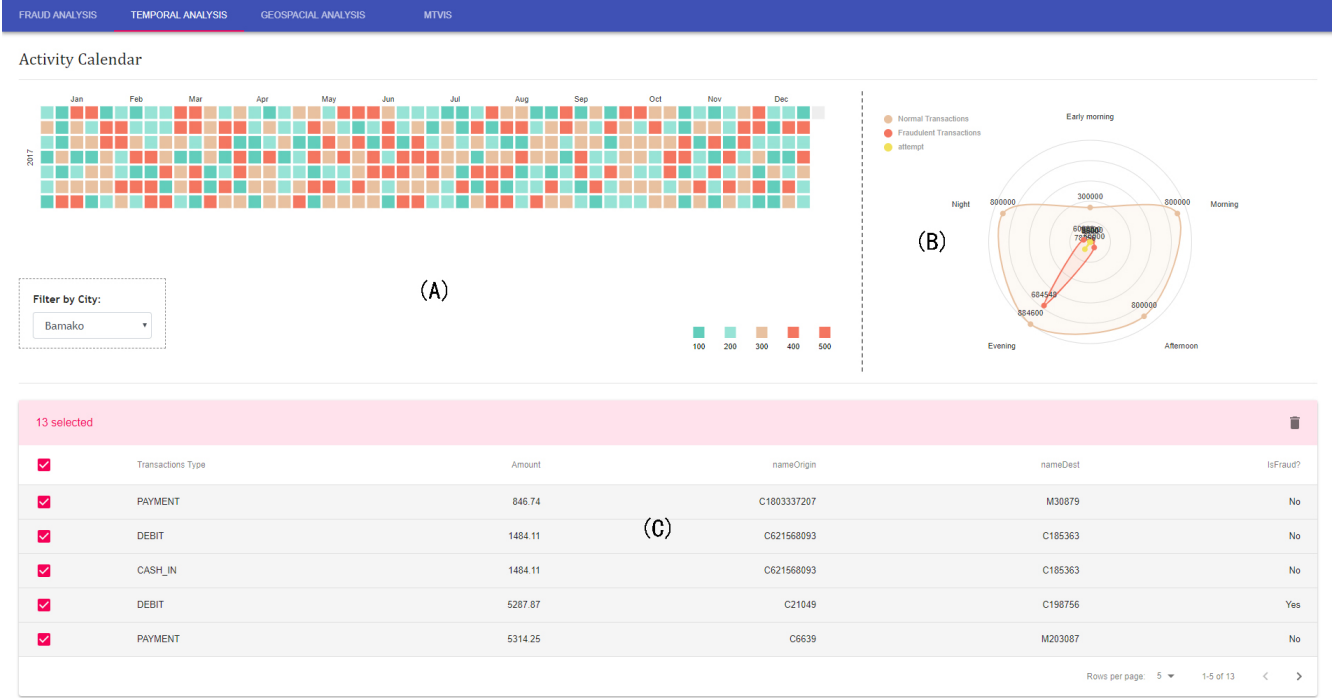 FRAUD ANALYSIS TEMPORAL ANALYSIS GEOSPACIAL ANALYSIS MTVIS
Activity Calendar
Jan Feb Mar Apr May Jun Jul Aug Sep Oct Nov Dec
2017
(A)
Filter by City:
Bamako
100 200 300 400 500
Normal Transactions
Fraudulent Transactions
attempt
Early morning
Night 800000 300000 800000 Morning
(B)
684548
884600
800000
Evening Afternoon
13 selected
Transactions Type Amount nameOrigin nameDest IsFraud?
PAYMENT 846.74 C1803337207 M30879 No
DEBIT 1484.11 C621568093 C185363 No
(C)
CASH_IN 1484.11 C621568093 C185363 No
DEBIT 5287.87 C21049 C198756 Yes
PAYMENT 5314.25 C6639 M203087 No
Rows per page: 5 1-5 of 13